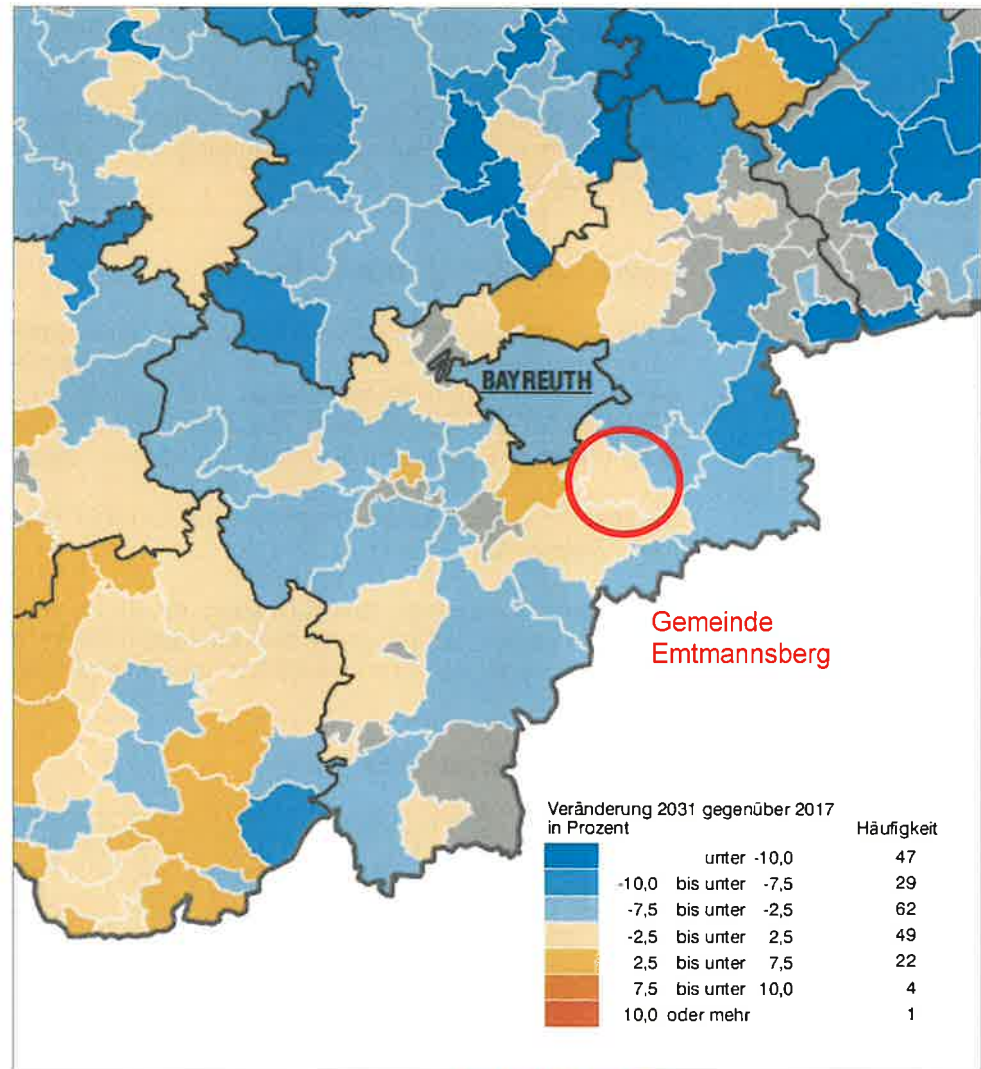 BAYREUTH
Gemeinde
Emtmannsberg
Veränderung 2031 gegenüber 2017
in Prozent Häufigkeit
unter -10,0 47
-10,0 bis unter -7,5 29
-7,5 bis unter -2,5 62
-2,5 bis unter 2,5 49
2,5 bis unter 7,5 22
7,5 bis unter 10,0 4
10,0 oder mehr 1